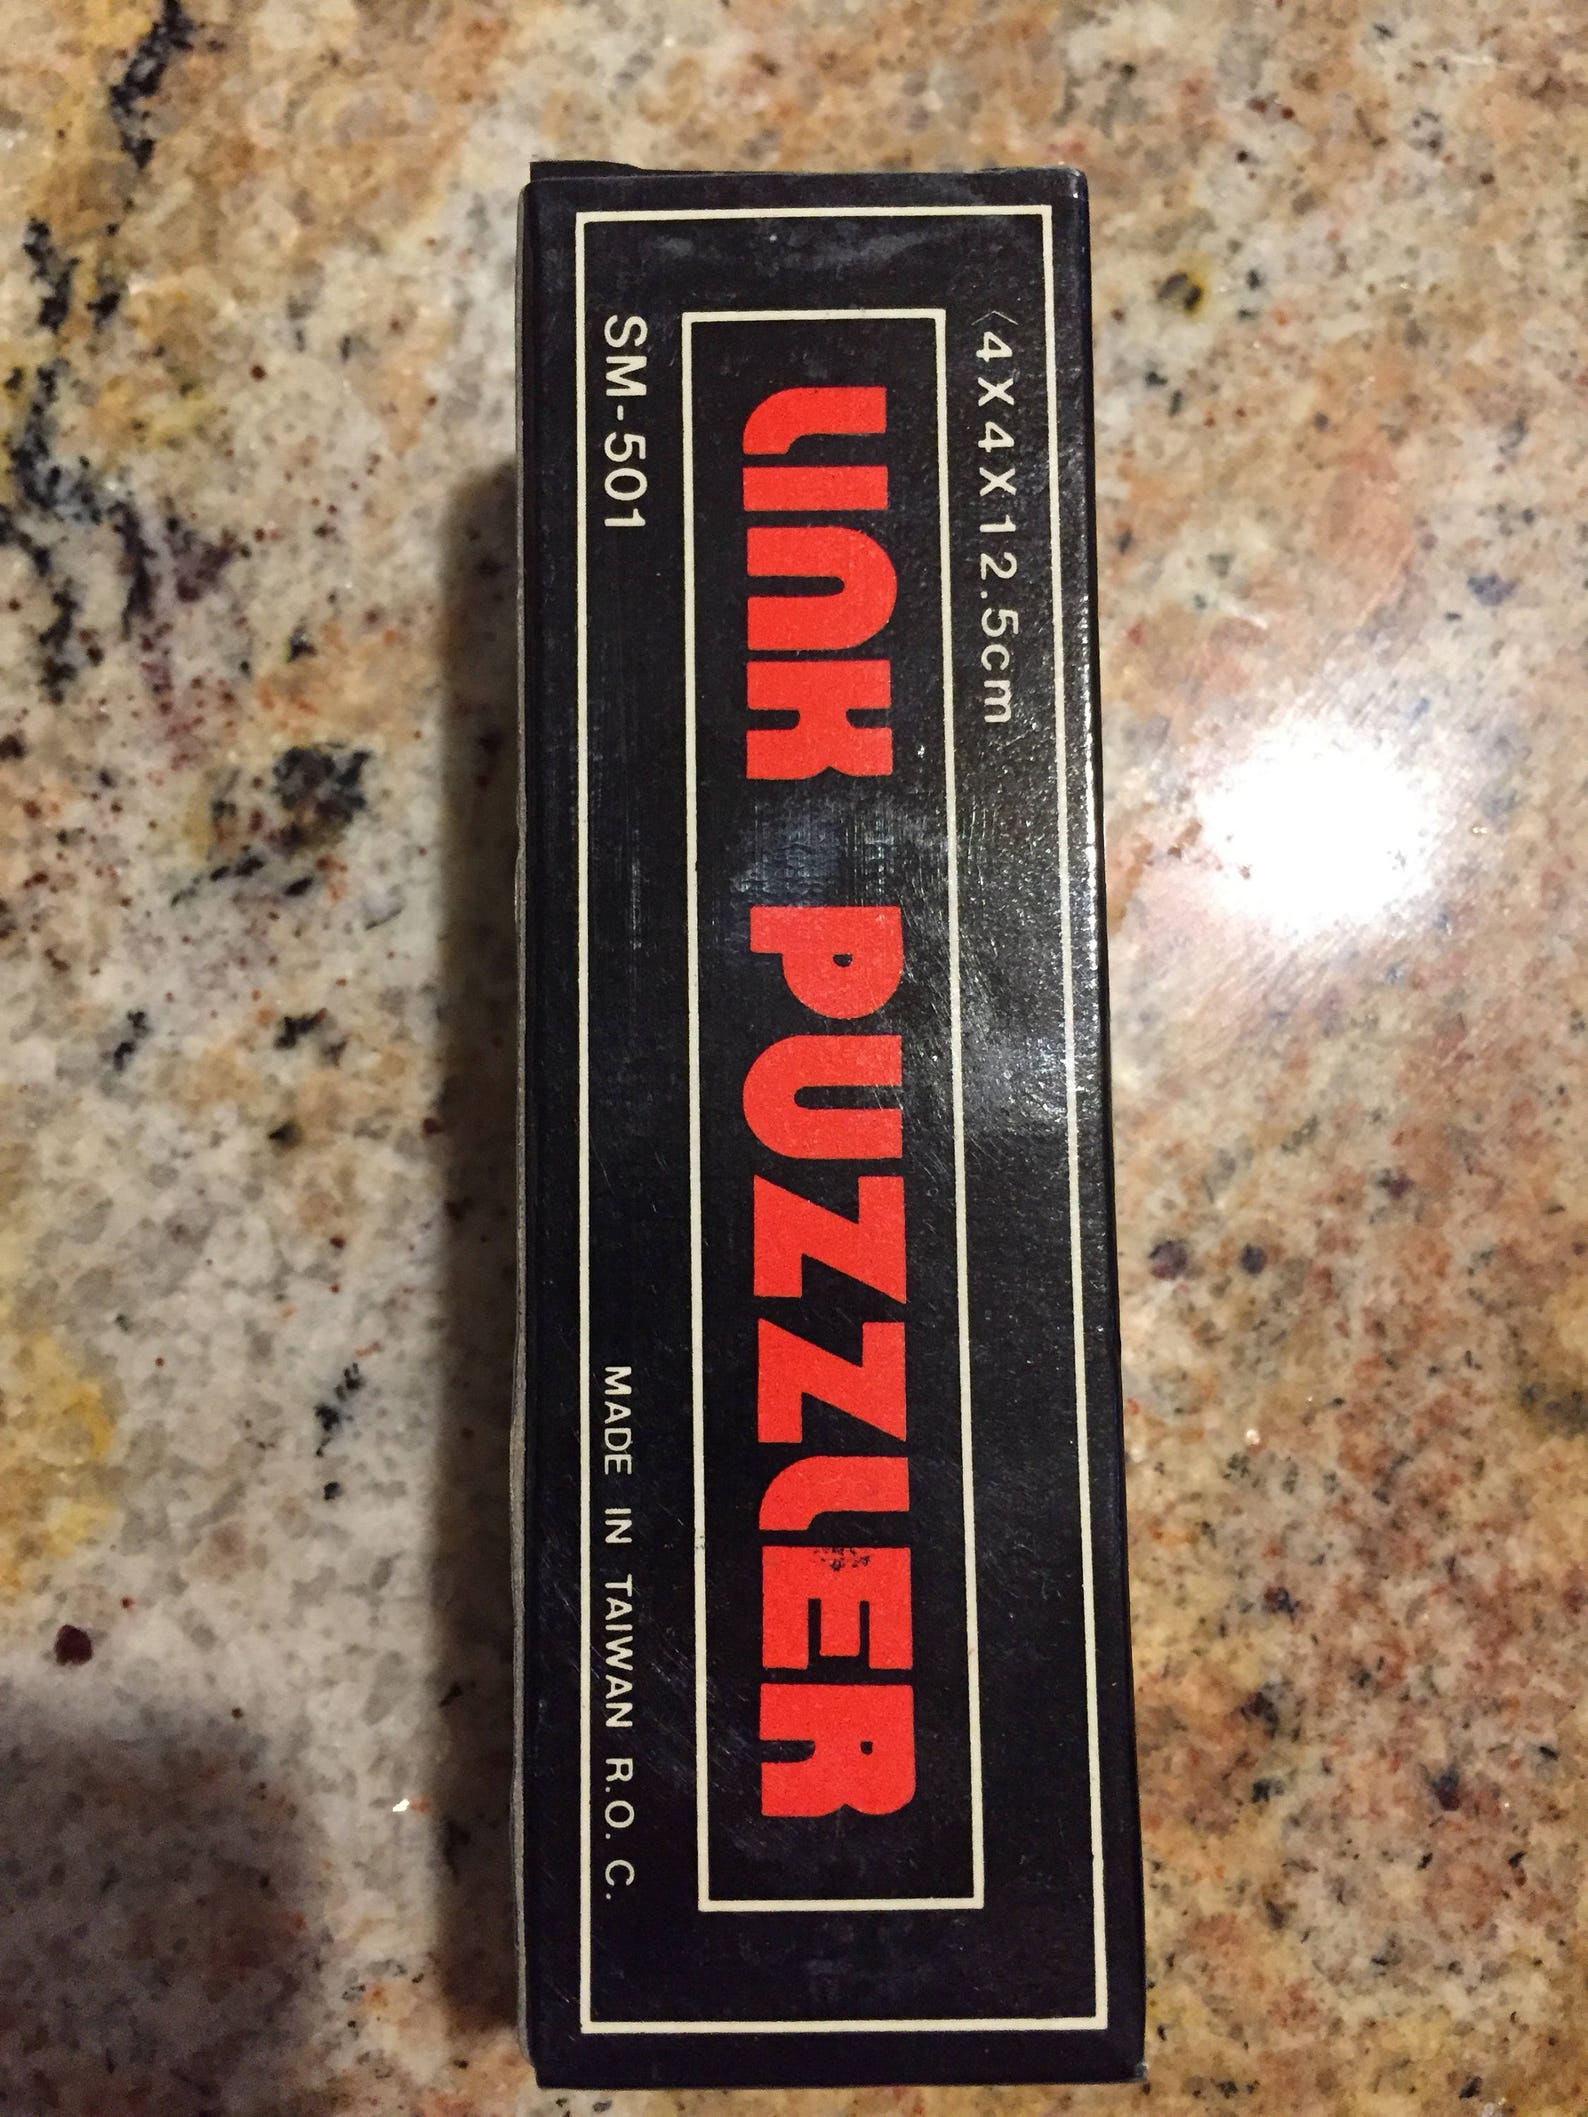 〈4X4X12.5cm
LINK PUZZLER
SM-501
MADE IN TAIWAN R.O.C.